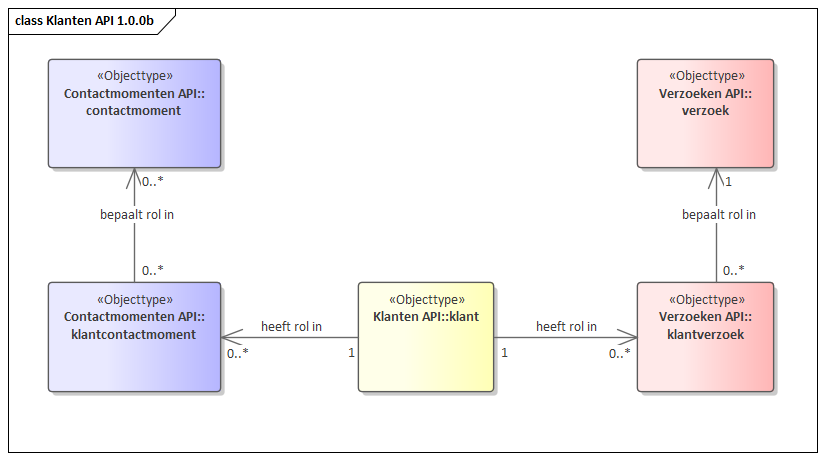 class Klanten API 1.0.0b
«Objecttype»
Contactmomenten API::
contactmoment
«Objecttype»
Verzoeken API::
verzoek
0..*
1
bepaalt rol in
bepaalt rol in
0..*
0..*
«Objecttype»
Contactmomenten API::
klantcontactmoment
«Objecttype»
Klanten API::klant
«Objecttype»
Verzoeken API::
klantverzoek
heeft rol in
heeft rol in
0..*
1
1
0..*